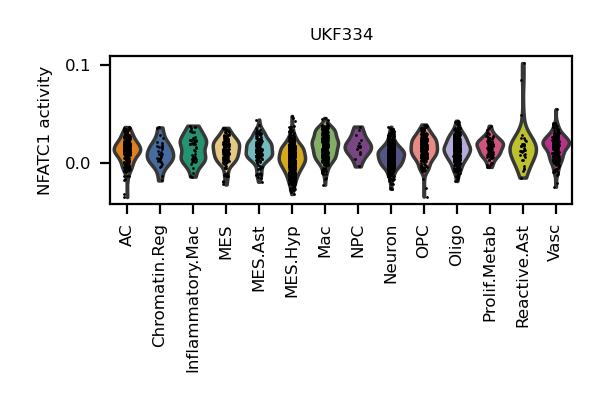 UKF334
NFATC1 activity
0.1
0.0
AC
Chromatin.Reg
Inflammatory.Mac
MES
MES.Ast
MES.Hyp
Mac
NPC
Neuron
OPC
Oligo
Prolif.Metab
Reactive.Ast
Vasc